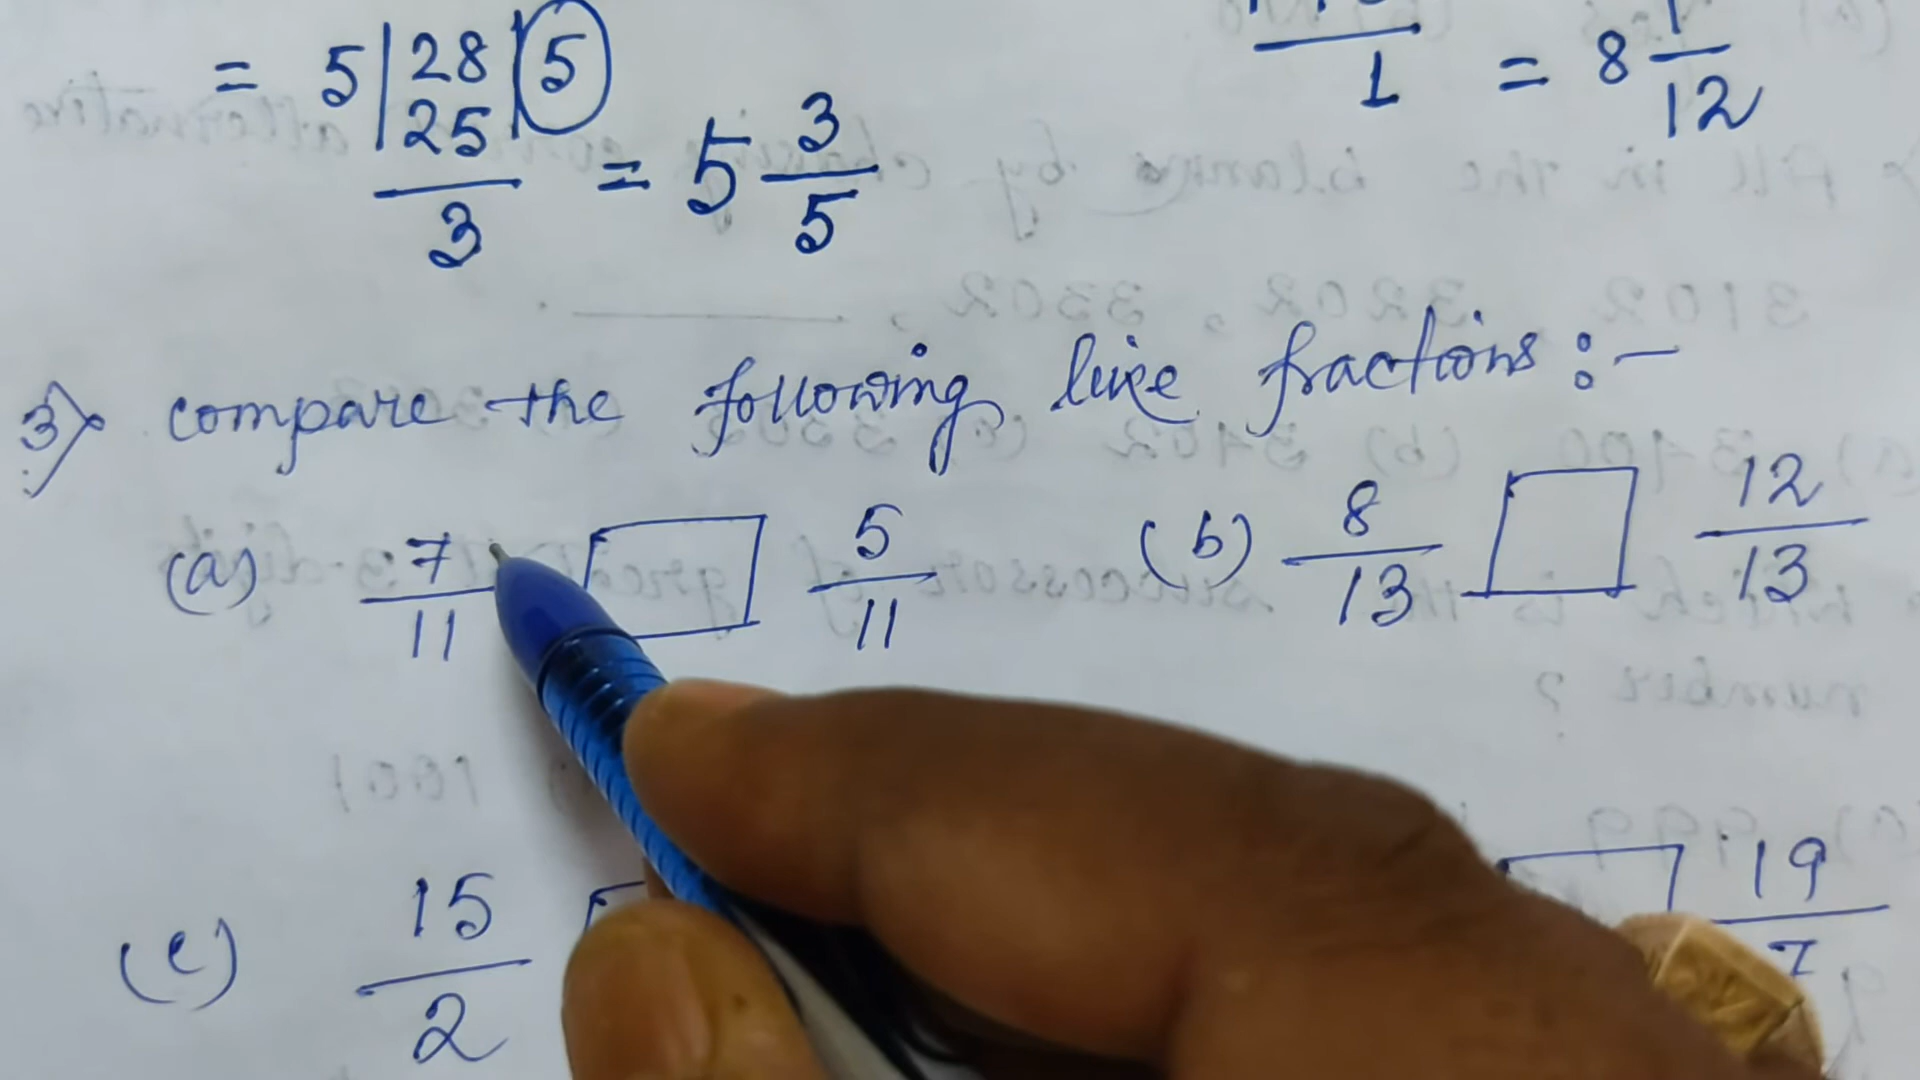 = 5|28|5
25
3 = 5 3/5
1 = 8 1/12
3) compare the following like fractions :-
(a) 7/11 □ 5/11 (b) 8/13 □ 12/13
(c) 15/2 19/7